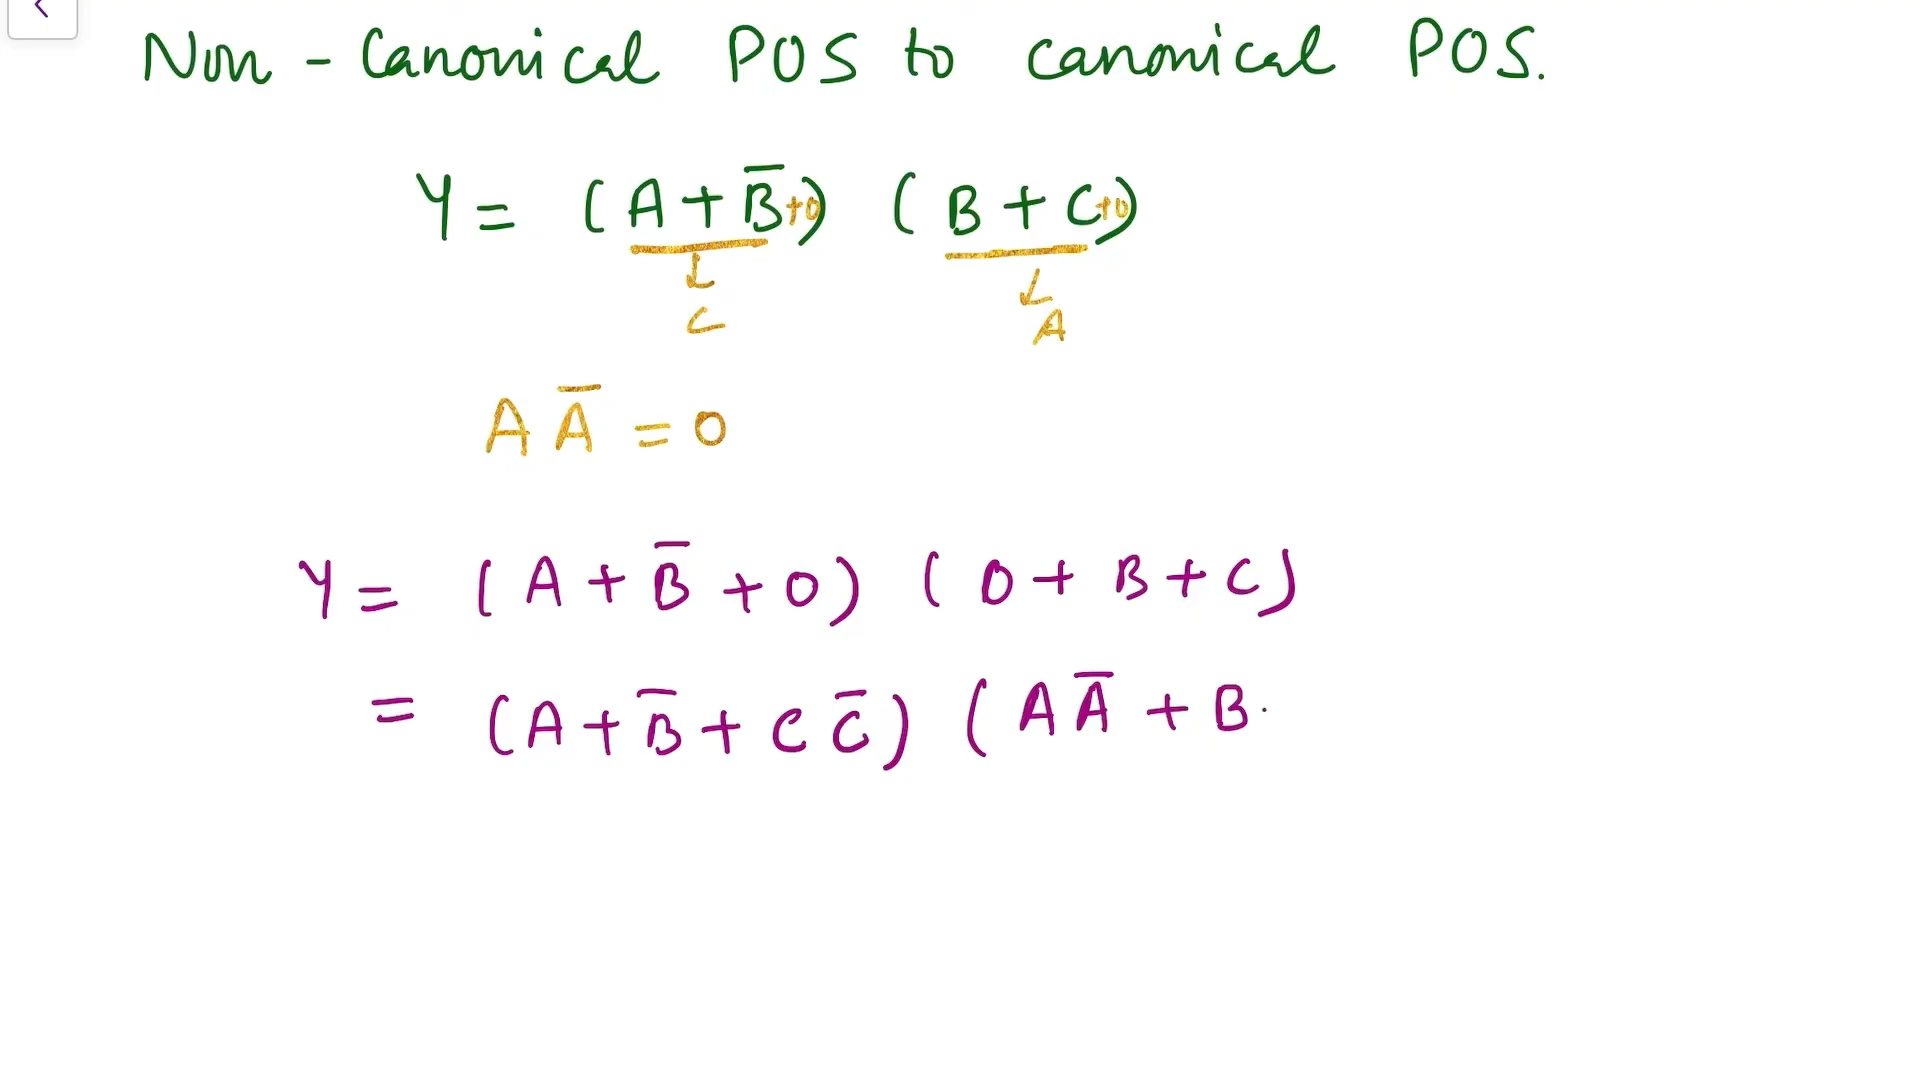 Non - Canonical POS to canonical POS.
Y = (A + B̅+0) (B + C+0)
C
A
A A̅ = 0
Y = (A + B̅ + 0) (0 + B + C)
= (A + B̅ + C C̅) (A A̅ + B